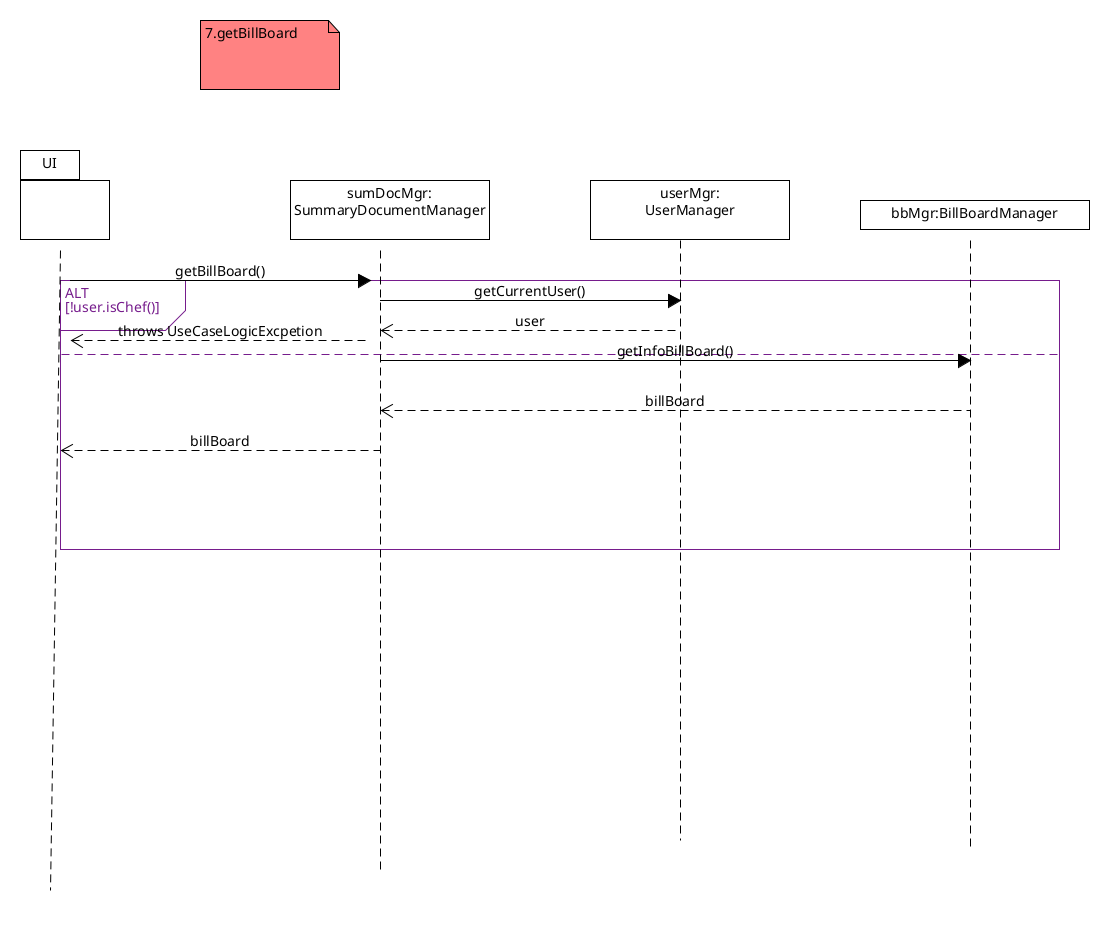 7.getBillBoard
UI
sumDocMgr:
SummaryDocumentManager
userMgr:
UserManager
bbMgr:BillBoardManager
getBillBoard()
ALT
[!user.isChef()]
getCurrentUser()
user
throws UseCaseLogicExcpetion
getInfoBillBoard()
billBoard
billBoard